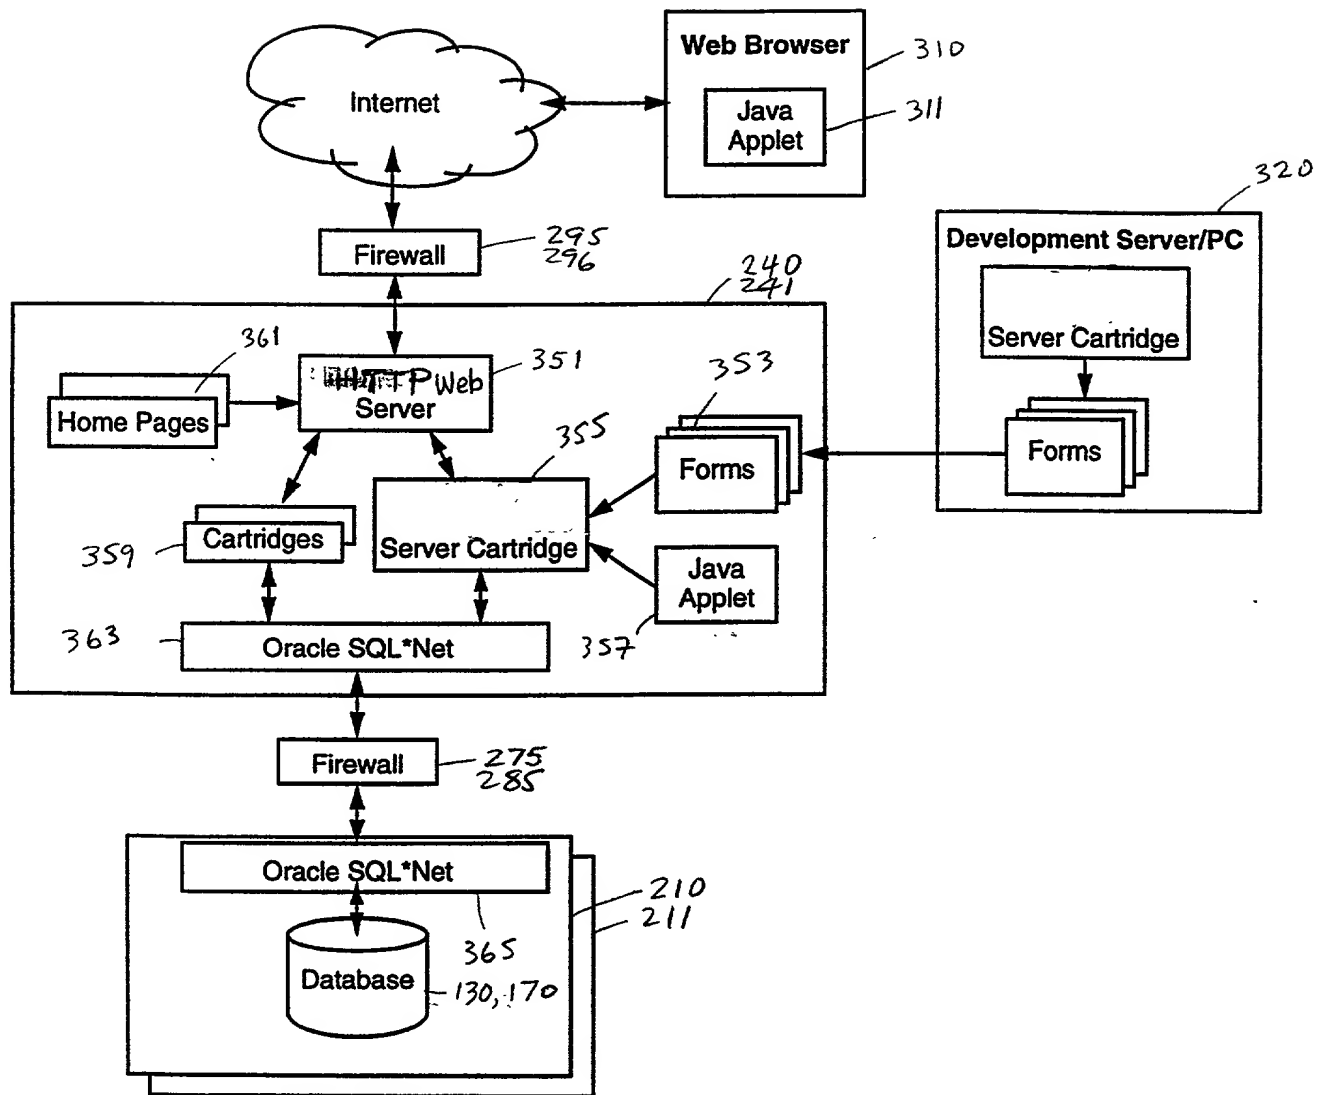 Web Browser
310
Internet
Java
Applet
311
320
Firewall
295
296
Development Server/PC
240
241
Server Cartridge
361
HTTP Web
Server
351
353
Home Pages
355
Forms
Forms
Cartridges
359
Server Cartridge
Java
Applet
363
Oracle SQL*Net
357
Firewall
275
285
Oracle SQL*Net
210
211
365
Database
130, 170